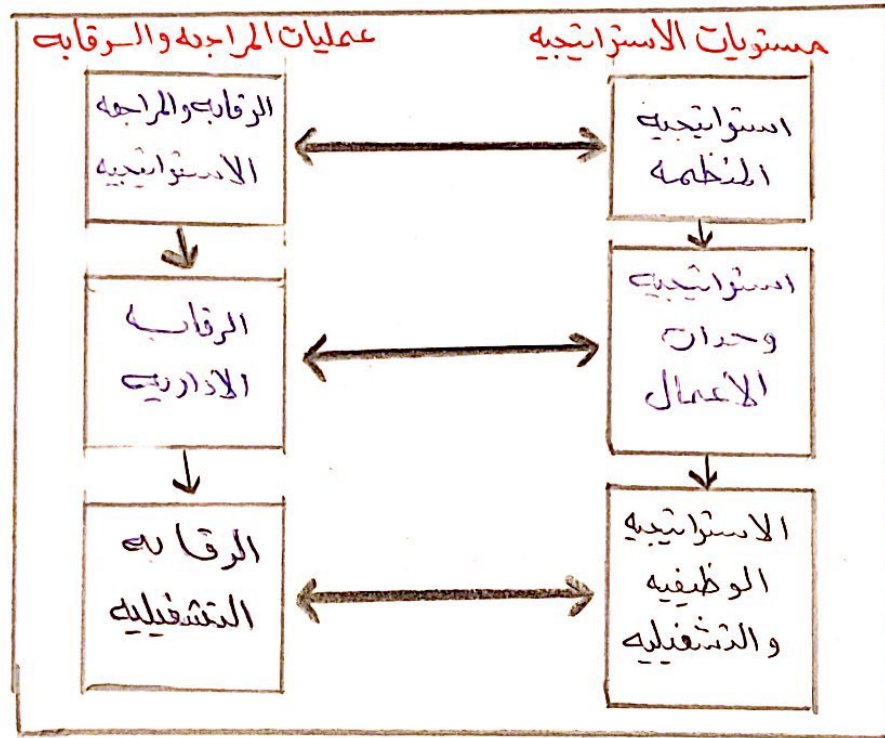 مستويات الاستراتيجيه
عمليات المراجعه والرقابه
استراتيجيه
المنظمه
الرقابه والمراجعه
الاستراتيجيه
استراتيجيه
وحدات
الأعمال
الرقابه
الاداريه
الاستراتيجيه
الوظيفيه
والتشغيليه
الرقابه
التشغيليه